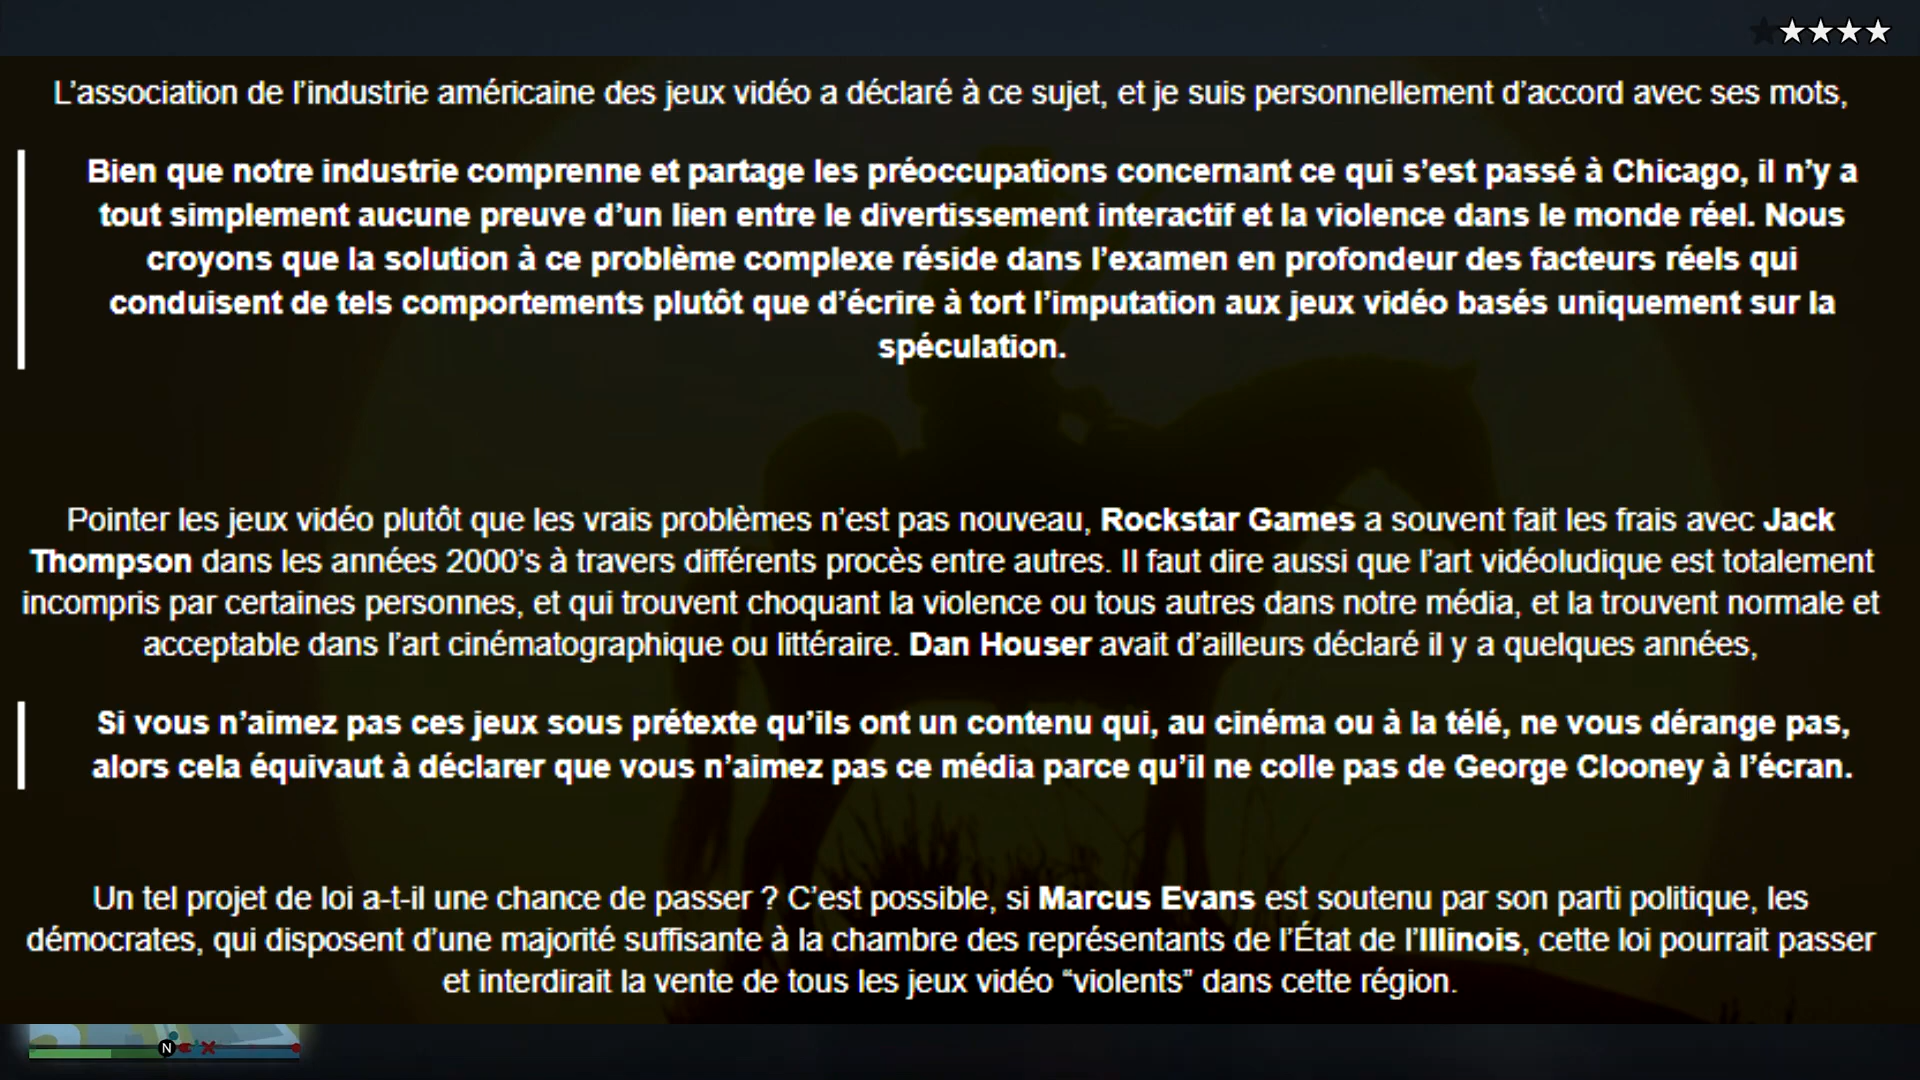 L’association de l’industrie américaine des jeux vidéo a déclaré à ce sujet, et je suis personnellement d’accord avec ses mots,
Bien que notre industrie comprenne et partage les préoccupations concernant ce qui s’est passé à Chicago, il n’y a
tout simplement aucune preuve d’un lien entre le divertissement interactif et la violence dans le monde réel. Nous
croyons que la solution à ce problème complexe réside dans l’examen en profondeur des facteurs réels qui
conduisent de tels comportements plutôt que d’écrire à tort l’imputation aux jeux vidéo basés uniquement sur la
spéculation.
Pointer les jeux vidéo plutôt que les vrais problèmes n’est pas nouveau, Rockstar Games a souvent fait les frais avec Jack
Thompson dans les années 2000’s à travers différents procès entre autres. Il faut dire aussi que l’art vidéoludique est totalement
incompris par certaines personnes, et qui trouvent choquant la violence ou tous autres dans notre média, et la trouvent normale et
acceptable dans l’art cinématographique ou littéraire. Dan Houser avait d’ailleurs déclaré il y a quelques années,
Si vous n’aimez pas ces jeux sous prétexte qu’ils ont un contenu qui, au cinéma ou à la télé, ne vous dérange pas,
alors cela équivaut à déclarer que vous n’aimez pas ce média parce qu’il ne colle pas de George Clooney à l’écran.
Un tel projet de loi a-t-il une chance de passer ? C’est possible, si Marcus Evans est soutenu par son parti politique, les
démocrates, qui disposent d’une majorité suffisante à la chambre des représentants de l’État de l’Illinois, cette loi pourrait passer
et interdirait la vente de tous les jeux vidéo “violents” dans cette région.
N